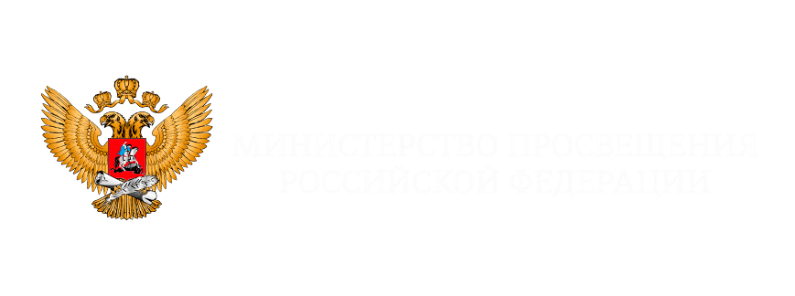 МИНИСТЕРСТВО ПРОСВЕЩЕНИЯ
РОССИЙСКОЙ ФЕДЕРАЦИИ